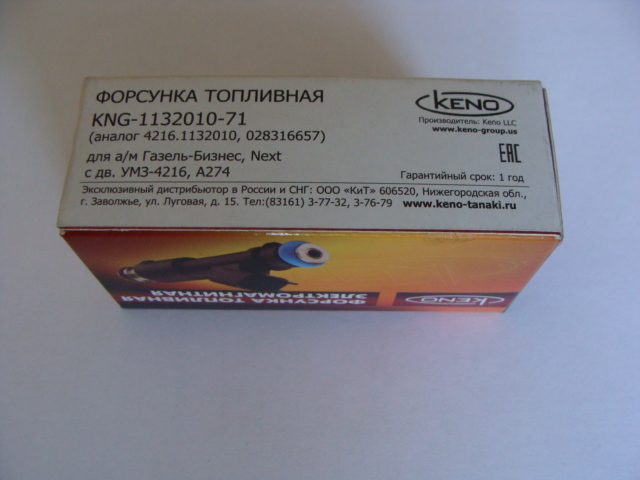 ФОРСУНКА ТОПЛИВНАЯ
KNG-1132010-71
(аналог 4216.1132010, 028316657)
для а/м Газель-Бизнес, Next
с дв. УМЗ-4216, А274
KENO
Производитель: Keno LLC
www.keno-group.us
EAC
Гарантийный срок: 1 год
Эксклюзивный дистрибьютор в России и СНГ: ООО «КиТ» 606520, Нижегородская обл.,
г. Заволжье, ул. Луговая, д. 15. Тел:(83161) 3-77-32, 3-76-79 www.keno-tanaki.ru
ФОРСУНКА ТОПЛИВНАЯ
ЭЛЕКТРОМАГНИТНАЯ
KENO